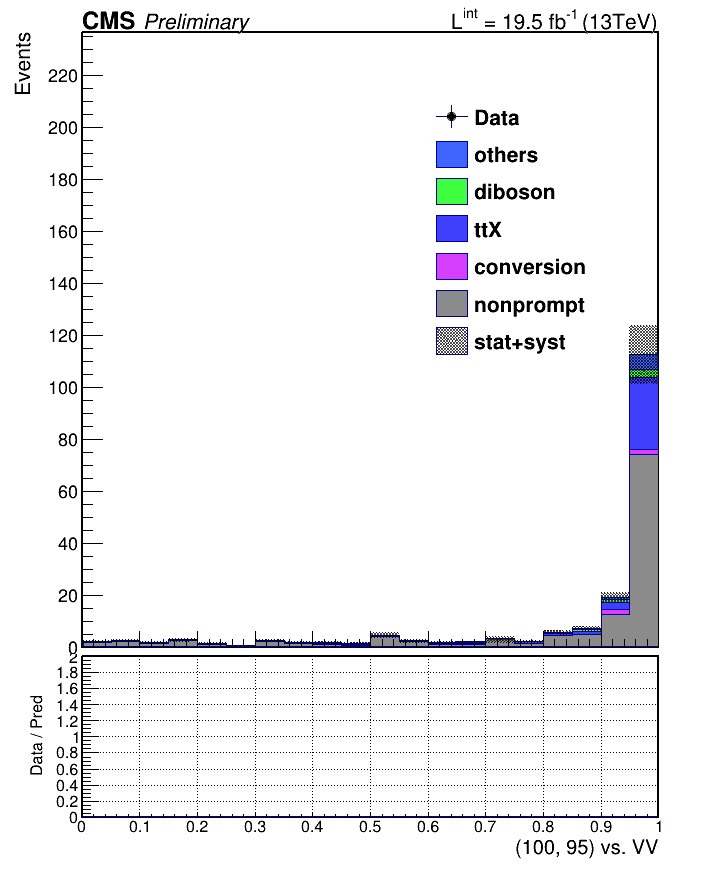 CMS Preliminary
L^int = 19.5 fb^-1 (13TeV)
Events
220
200
180
160
140
120
100
80
60
40
20
0
Data
others
diboson
ttX
conversion
nonprompt
stat+syst
Data / Pred
2
1.8
1.6
1.4
1.2
1
0.8
0.6
0.4
0.2
0
0 0.1 0.2 0.3 0.4 0.5 0.6 0.7 0.8 0.9 1
(100, 95) vs. VV